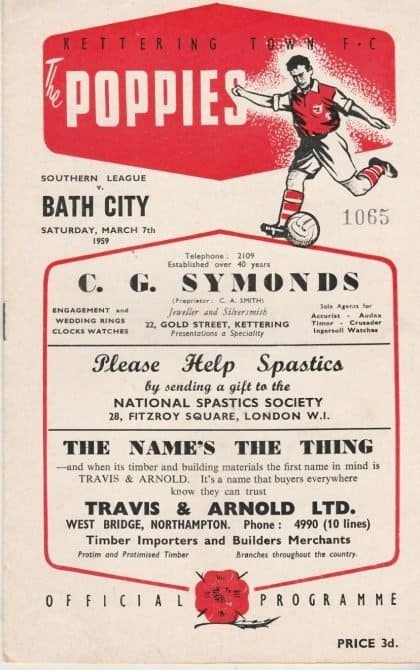 KETTERING TOWN F·C
The POPPIES
SOUTHERN LEAGUE
v.
BATH CITY
SATURDAY, MARCH 7th
1959
1065
Telephone: 2109
Established over 40 years
C. G. SYMONDS
(Proprietor: C. A. SMITH)
ENGAGEMENT and
WEDDING RINGS
CLOCKS WATCHES
Jeweller and Silversmith
22, GOLD STREET, KETTERING
Presentations a Speciality
Sole Agents for
Accurist - Audax
Timor - Crusader
Ingersoll Watches
Please Help Spastics
by sending a gift to the
NATIONAL SPASTICS SOCIETY
28, FITZROY SQUARE, LONDON W.I.
THE NAME'S THE THING
—and when its timber and building materials the first name in mind is
TRAVIS & ARNOLD. It's a name that buyers everywhere
know they can trust
TRAVIS & ARNOLD LTD.
WEST BRIDGE, NORTHAMPTON. Phone : 4990 (10 lines)
Timber Importers and Builders Merchants
Protim and Protimised Timber
Branches throughout the country.
OFFICIAL PROGRAMME
PRICE 3d.